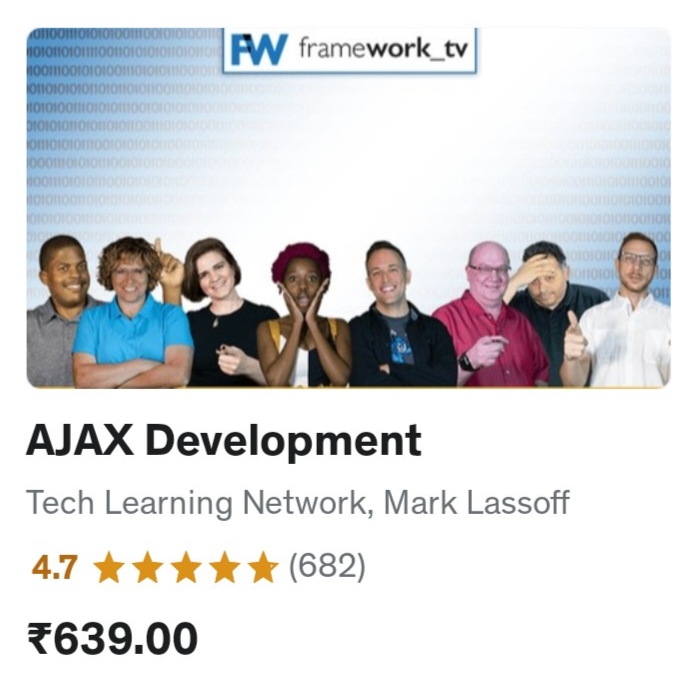 FW framework_tv
AJAX Development
Tech Learning Network, Mark Lassoff
4.7 (682)
₹639.00